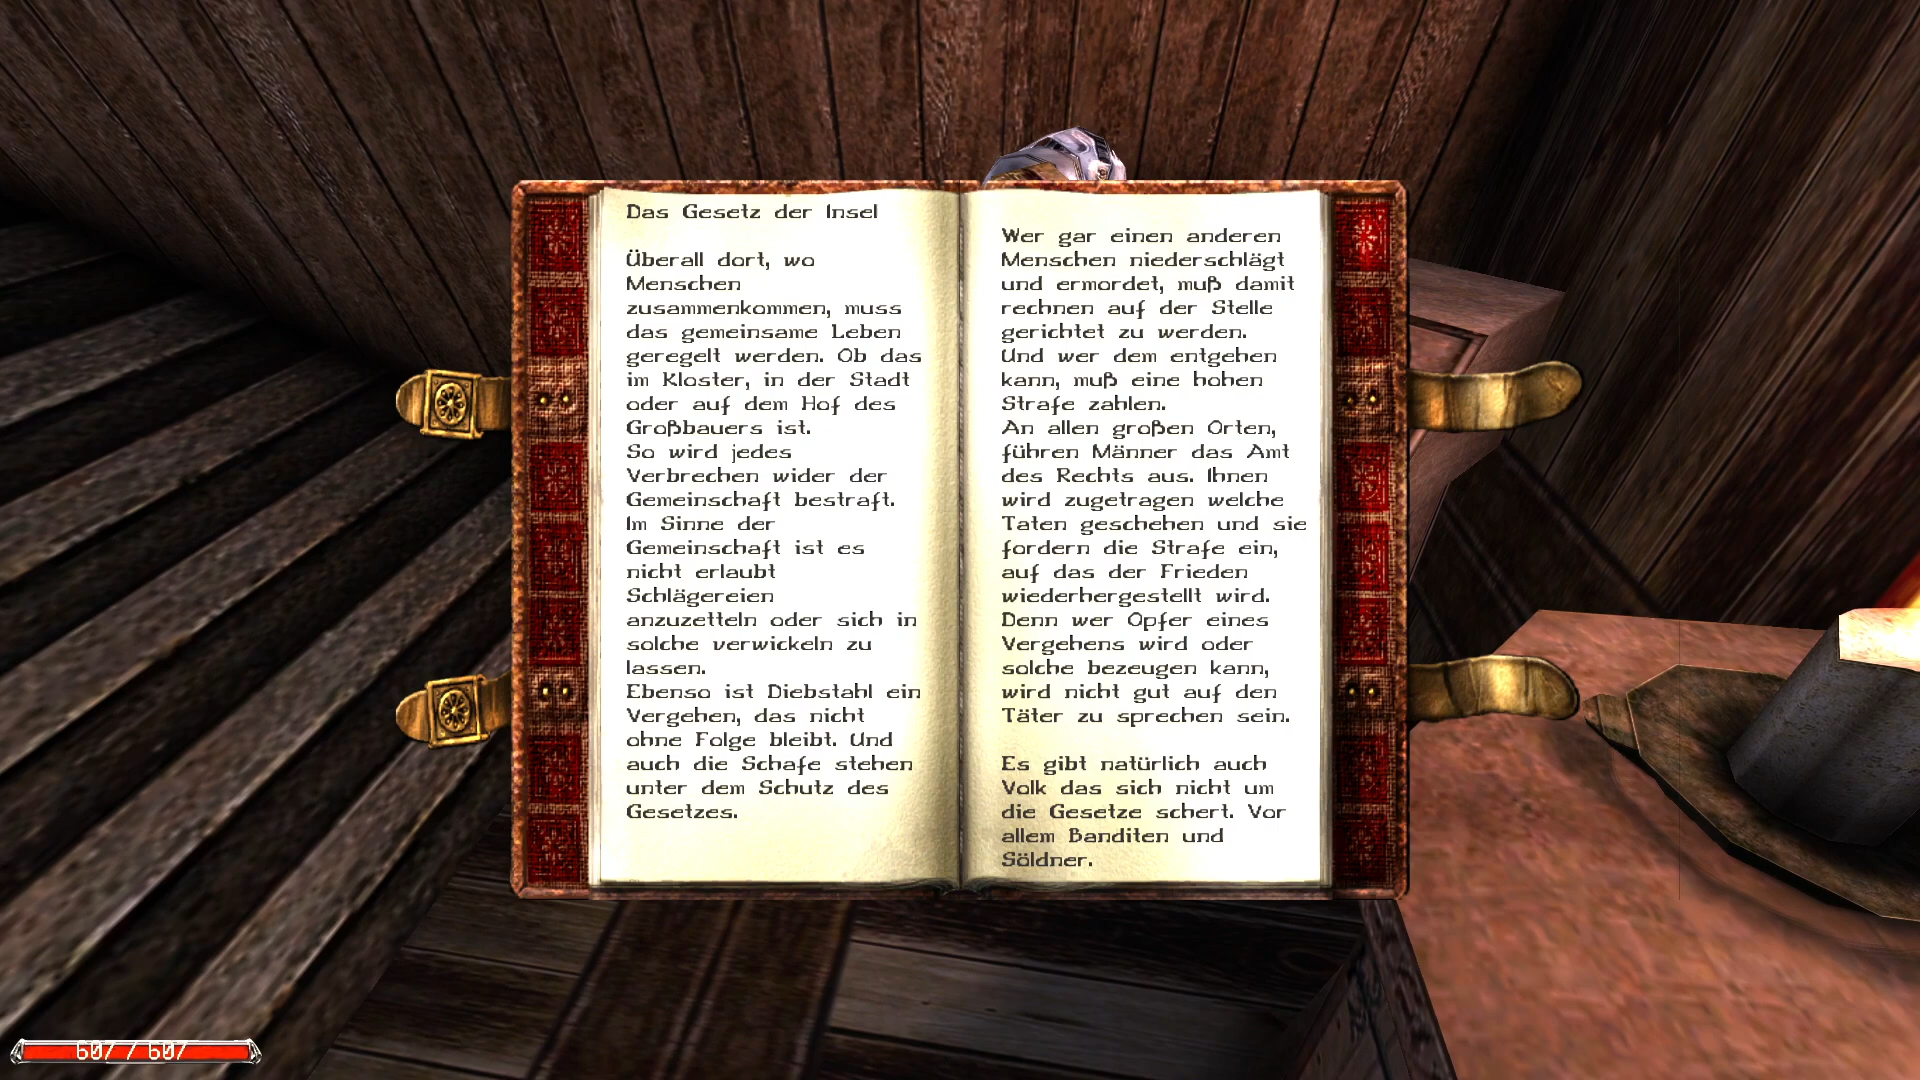 Das Gesetz der Insel
Überall dort, wo
Menschen
zusammenkommen, muss
das gemeinsame Leben
geregelt werden. Ob das
im Kloster, in der Stadt
oder auf dem Hof des
Großbauers ist.
So wird jedes
Verbrechen wider der
Gemeinschaft bestraft.
Im Sinne der
Gemeinschaft ist es
nicht erlaubt
Schlägereien
anzuzetteln oder sich in
solche verwickeln zu
lassen.
Ebenso ist Diebstahl ein
Vergehen, das nicht
ohne Folge bleibt. Und
auch die Schafe stehen
unter dem Schutz des
Gesetzes.
Wer gar einen anderen
Menschen niederschlägt
und ermordet, muß damit
rechnen auf der Stelle
gerichtet zu werden.
Und wer dem entgehen
kann, muß eine hohen
Strafe zahlen.
An allen großen Orten,
führen Männer das Amt
des Rechts aus. Ihnen
wird zugetragen welche
Taten geschehen und sie
fordern die Strafe ein,
auf das der Frieden
wiederhergestellt wird.
Denn wer Opfer eines
Vergehens wird oder
solche bezeugen kann,
wird nicht gut auf den
Täter zu sprechen sein.
Es gibt natürlich auch
Volk das sich nicht um
die Gesetze schert. Vor
allem Banditen und
Söldner.
607 / 607